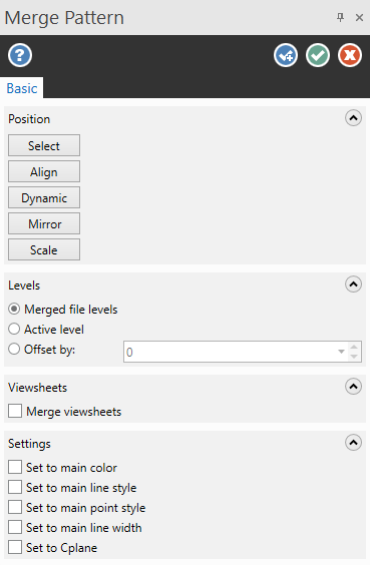 Merge Pattern
?
Basic
Position
Select
Align
Dynamic
Mirror
Scale
Levels
Merged file levels
Active level
Offset by: 0
Viewsheets
Merge viewsheets
Settings
Set to main color
Set to main line style
Set to main point style
Set to main line width
Set to Cplane